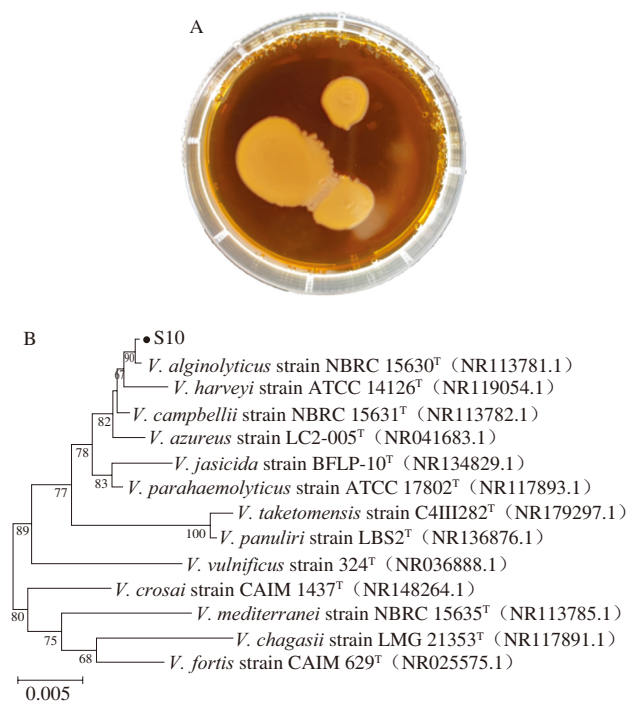 A
B
S10
V. alginolyticus strain NBRC 15630ᵀ（NR113781.1）
V. harveyi strain ATCC 14126ᵀ（NR119054.1）
V. campbellii strain NBRC 15631ᵀ（NR113782.1）
V. azureus strain LC2-005ᵀ（NR041683.1）
V. jasicida strain BFLP-10ᵀ（NR134829.1）
V. parahaemolyticus strain ATCC 17802ᵀ（NR117893.1）
V. taketomensis strain C4III282ᵀ（NR179297.1）
V. panuliri strain LBS2ᵀ（NR136876.1）
V. vulnificus strain 324ᵀ（NR036888.1）
V. crosai strain CAIM 1437ᵀ（NR148264.1）
V. mediterranei strain NBRC 15635ᵀ（NR113785.1）
V. chagasii strain LMG 21353ᵀ（NR117891.1）
V. fortis strain CAIM 629ᵀ（NR025575.1）
90
67
82
78
83
77
100
89
80
75
68
0.005